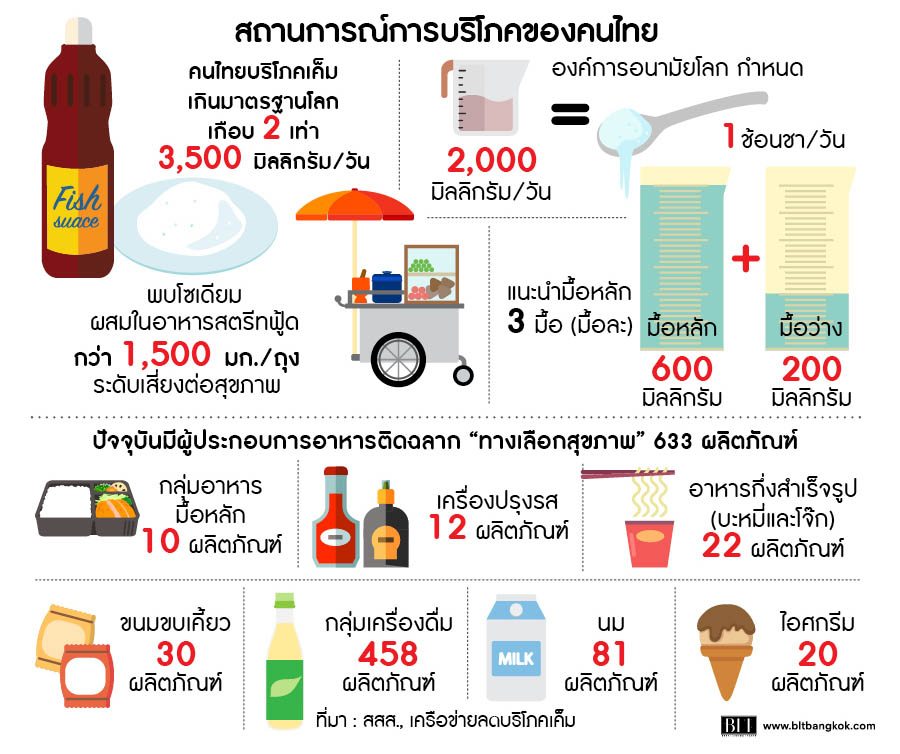 สถานการณ์การบริโภคของคนไทย
คนไทยบริโภคเค็ม
เกินมาตรฐานโลก
เกือบ 2 เท่า
3,500 มิลลิกรัม/วัน
Fish
suace
องค์การอนามัยโลก กำหนด
2,000
มิลลิกรัม/วัน
=
1 ช้อนชา/วัน
พบโซเดียม
ผสมในอาหารสตรีทฟู้ด
กว่า 1,500 มก./ถุง
ระดับเสี่ยงต่อสุขภาพ
แนะนำมื้อหลัก
3 มื้อ (มื้อละ)
มื้อหลัก
600
มิลลิกรัม
+
มื้อว่าง
200
มิลลิกรัม
ปัจจุบันมีผู้ประกอบการอาหารติดฉลาก “ทางเลือกสุขภาพ” 633 ผลิตภัณฑ์
กลุ่มอาหาร
มื้อหลัก
10 ผลิตภัณฑ์
เครื่องปรุงรส
12 ผลิตภัณฑ์
อาหารกึ่งสำเร็จรูป
(บะหมี่และโจ๊ก)
22 ผลิตภัณฑ์
ขนมขบเคี้ยว
30
ผลิตภัณฑ์
กลุ่มเครื่องดื่ม
458
ผลิตภัณฑ์
MILK
นม
81
ผลิตภัณฑ์
ไอศกรีม
20
ผลิตภัณฑ์
ที่มา : สสส., เครือข่ายลดบริโภคเค็ม
BLT www.bltbangkok.com